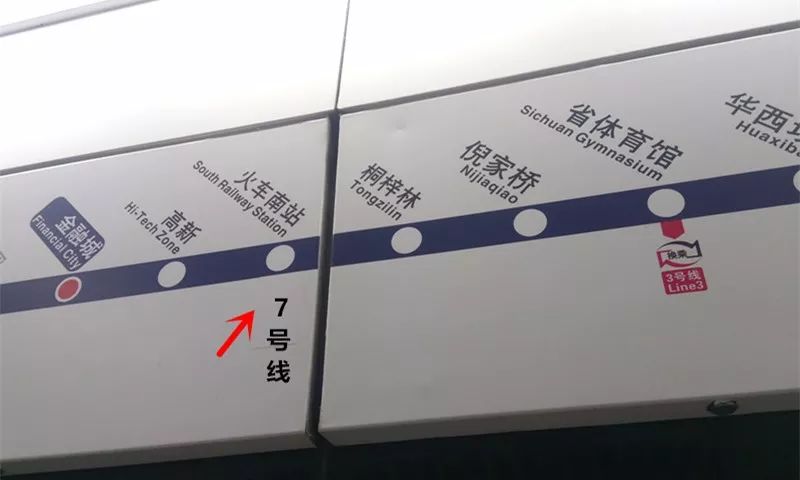 金融城
Financial City
高新
Hi-Tech Zone
火车南站
South Railway Station
桐梓林
Tongzilin
倪家桥
Nijiaqiao
省体育馆
Sichuan Gymnasium
华西
Huaxiba
换乘
3号线
Line3
7
号
线